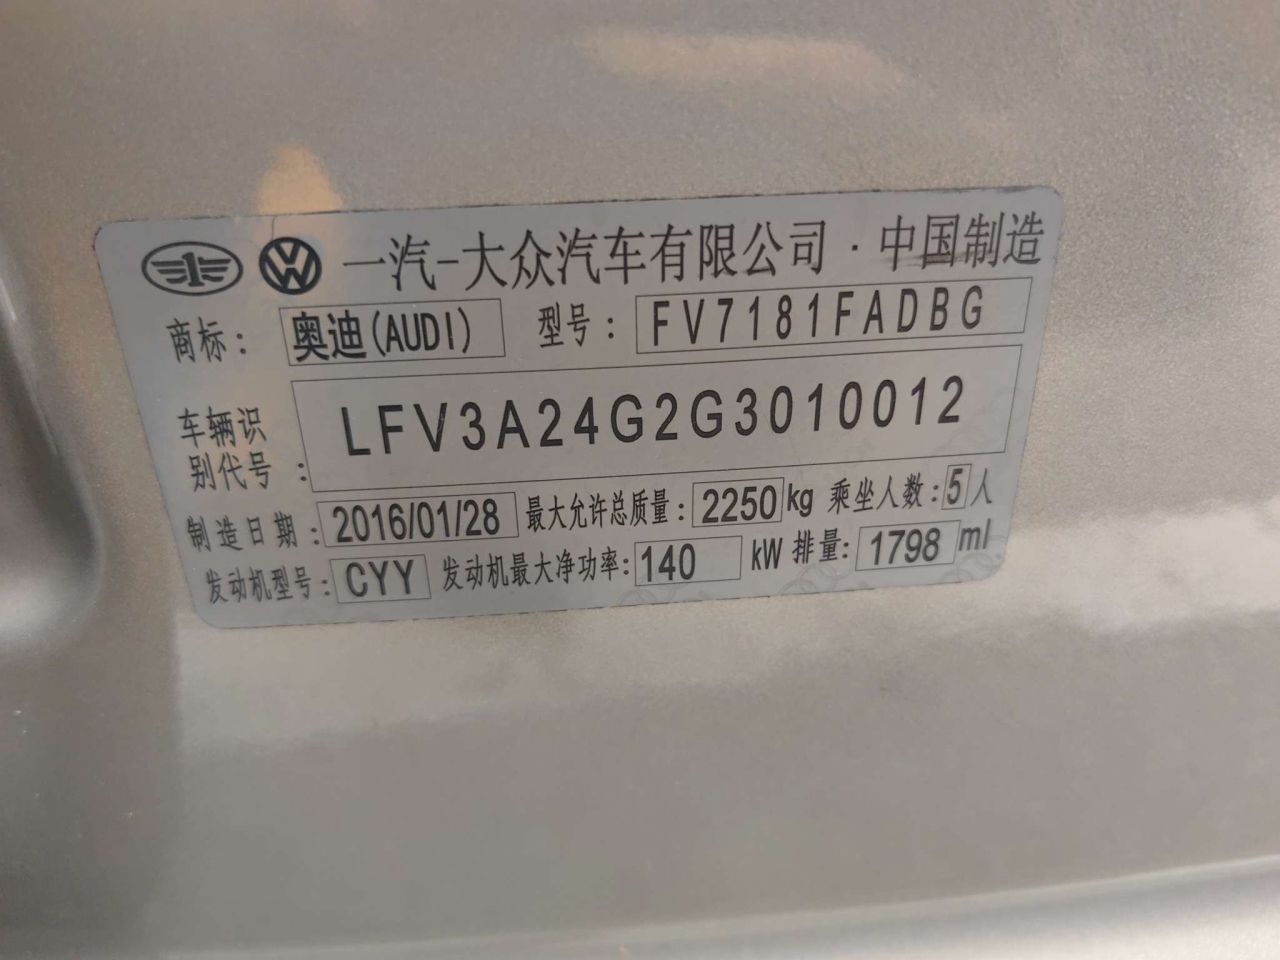 一汽-大众汽车有限公司·中国制造
商标: 奥迪(AUDI) 型号: FV7181FADBG
车辆识
别代号: LFV3A24G2G3010012
制造日期: 2016/01/28 最大允许总质量: 2250kg 乘坐人数: 5人
发动机型号: CYY 发动机最大净功率: 140 kW 排量: 1798 ml